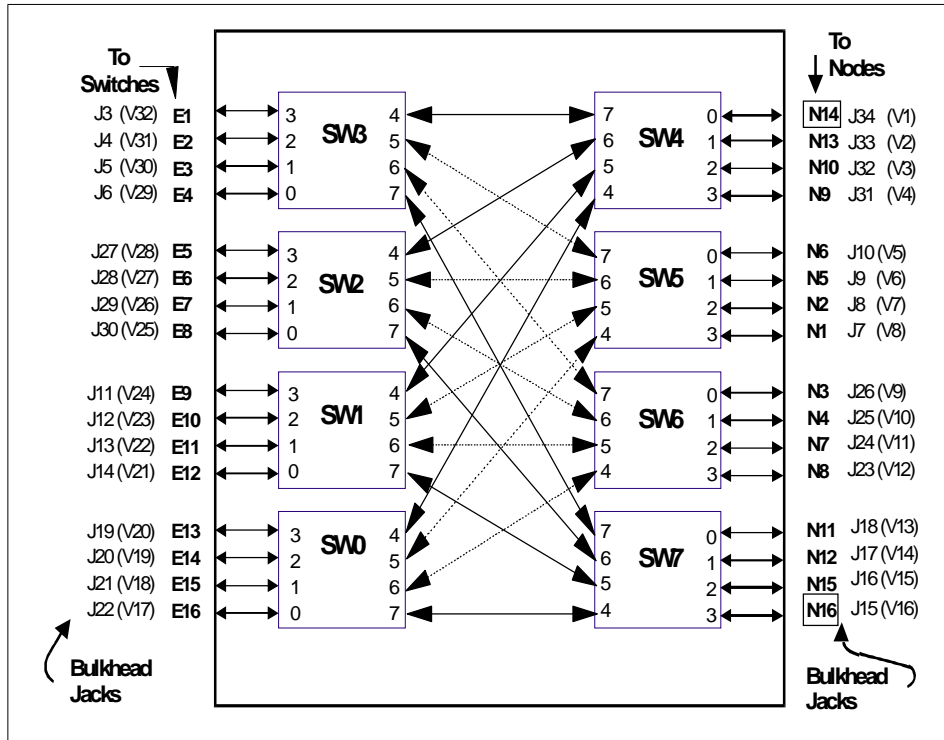 To
Switches
To
Nodes
J3 (V32) E1 3 SW3 4 7 SW4 0 N14 J34 (V1)
J4 (V31) E2 2 5 6 1 N13 J33 (V2)
J5 (V30) E3 1 6 5 2 N10 J32 (V3)
J6 (V29) E4 0 7 4 3 N9 J31 (V4)
J27 (V28) E5 3 SW2 4 7 SW5 0 N6 J10 (V5)
J28 (V27) E6 2 5 6 1 N5 J9 (V6)
J29 (V26) E7 1 6 5 2 N2 J8 (V7)
J30 (V25) E8 0 7 4 3 N1 J7 (V8)
J11 (V24) E9 3 SW1 4 7 SW6 0 N3 J26 (V9)
J12 (V23) E10 2 5 6 1 N4 J25 (V10)
J13 (V22) E11 1 6 5 2 N7 J24 (V11)
J14 (V21) E12 0 7 4 3 N8 J23 (V12)
J19 (V20) E13 3 SW0 4 7 SW7 0 N11 J18 (V13)
J20 (V19) E14 2 5 6 1 N12 J17 (V14)
J21 (V18) E15 1 6 5 2 N15 J16 (V15)
J22 (V17) E16 0 7 4 3 N16 J15 (V16)
Bulkhead
Jacks
Bulkhead
Jacks